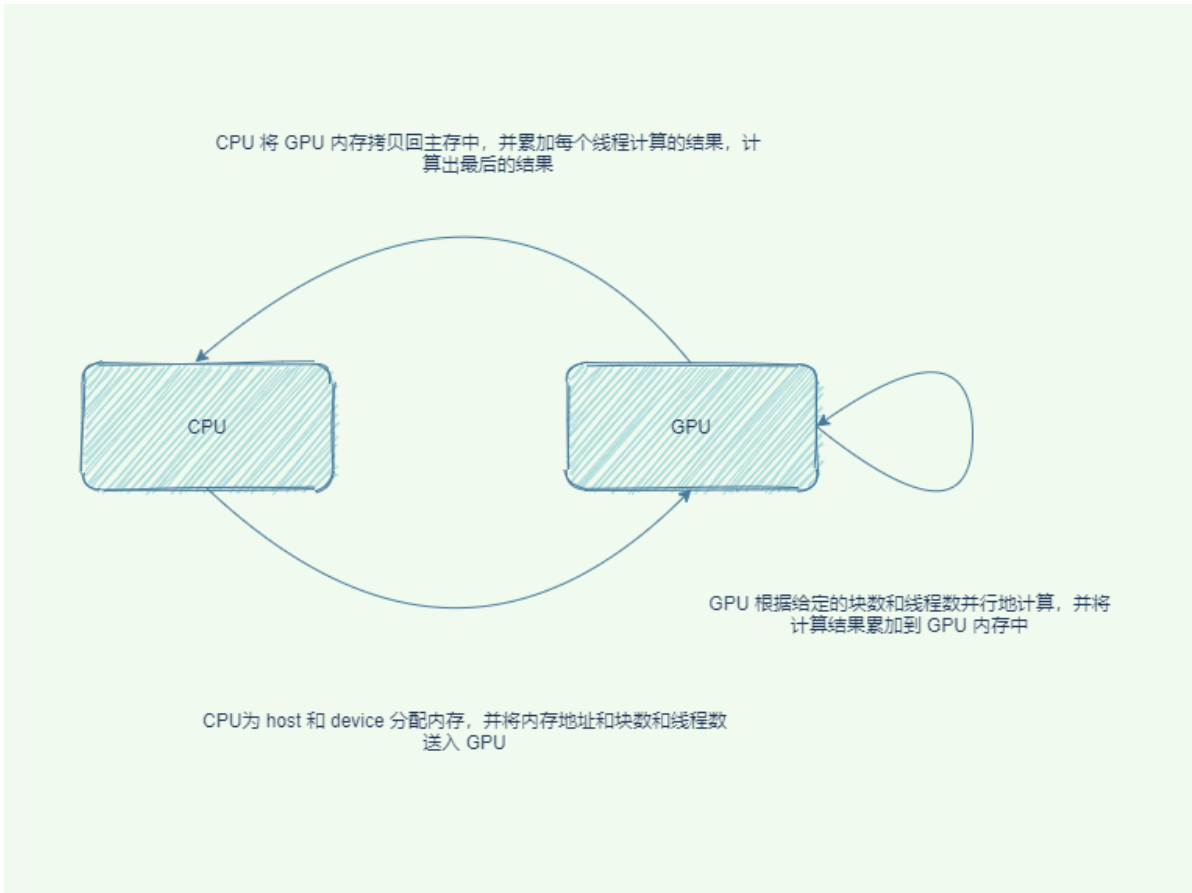 CPU 将 GPU 内存拷贝回主存中，并累加每个线程计算的结果，计
算出最后的结果
CPU
GPU
GPU 根据给定的块数和线程数并行地计算，并将
计算结果累加到 GPU 内存中
CPU为 host 和 device 分配内存，并将内存地址和块数和线程数
送入 GPU